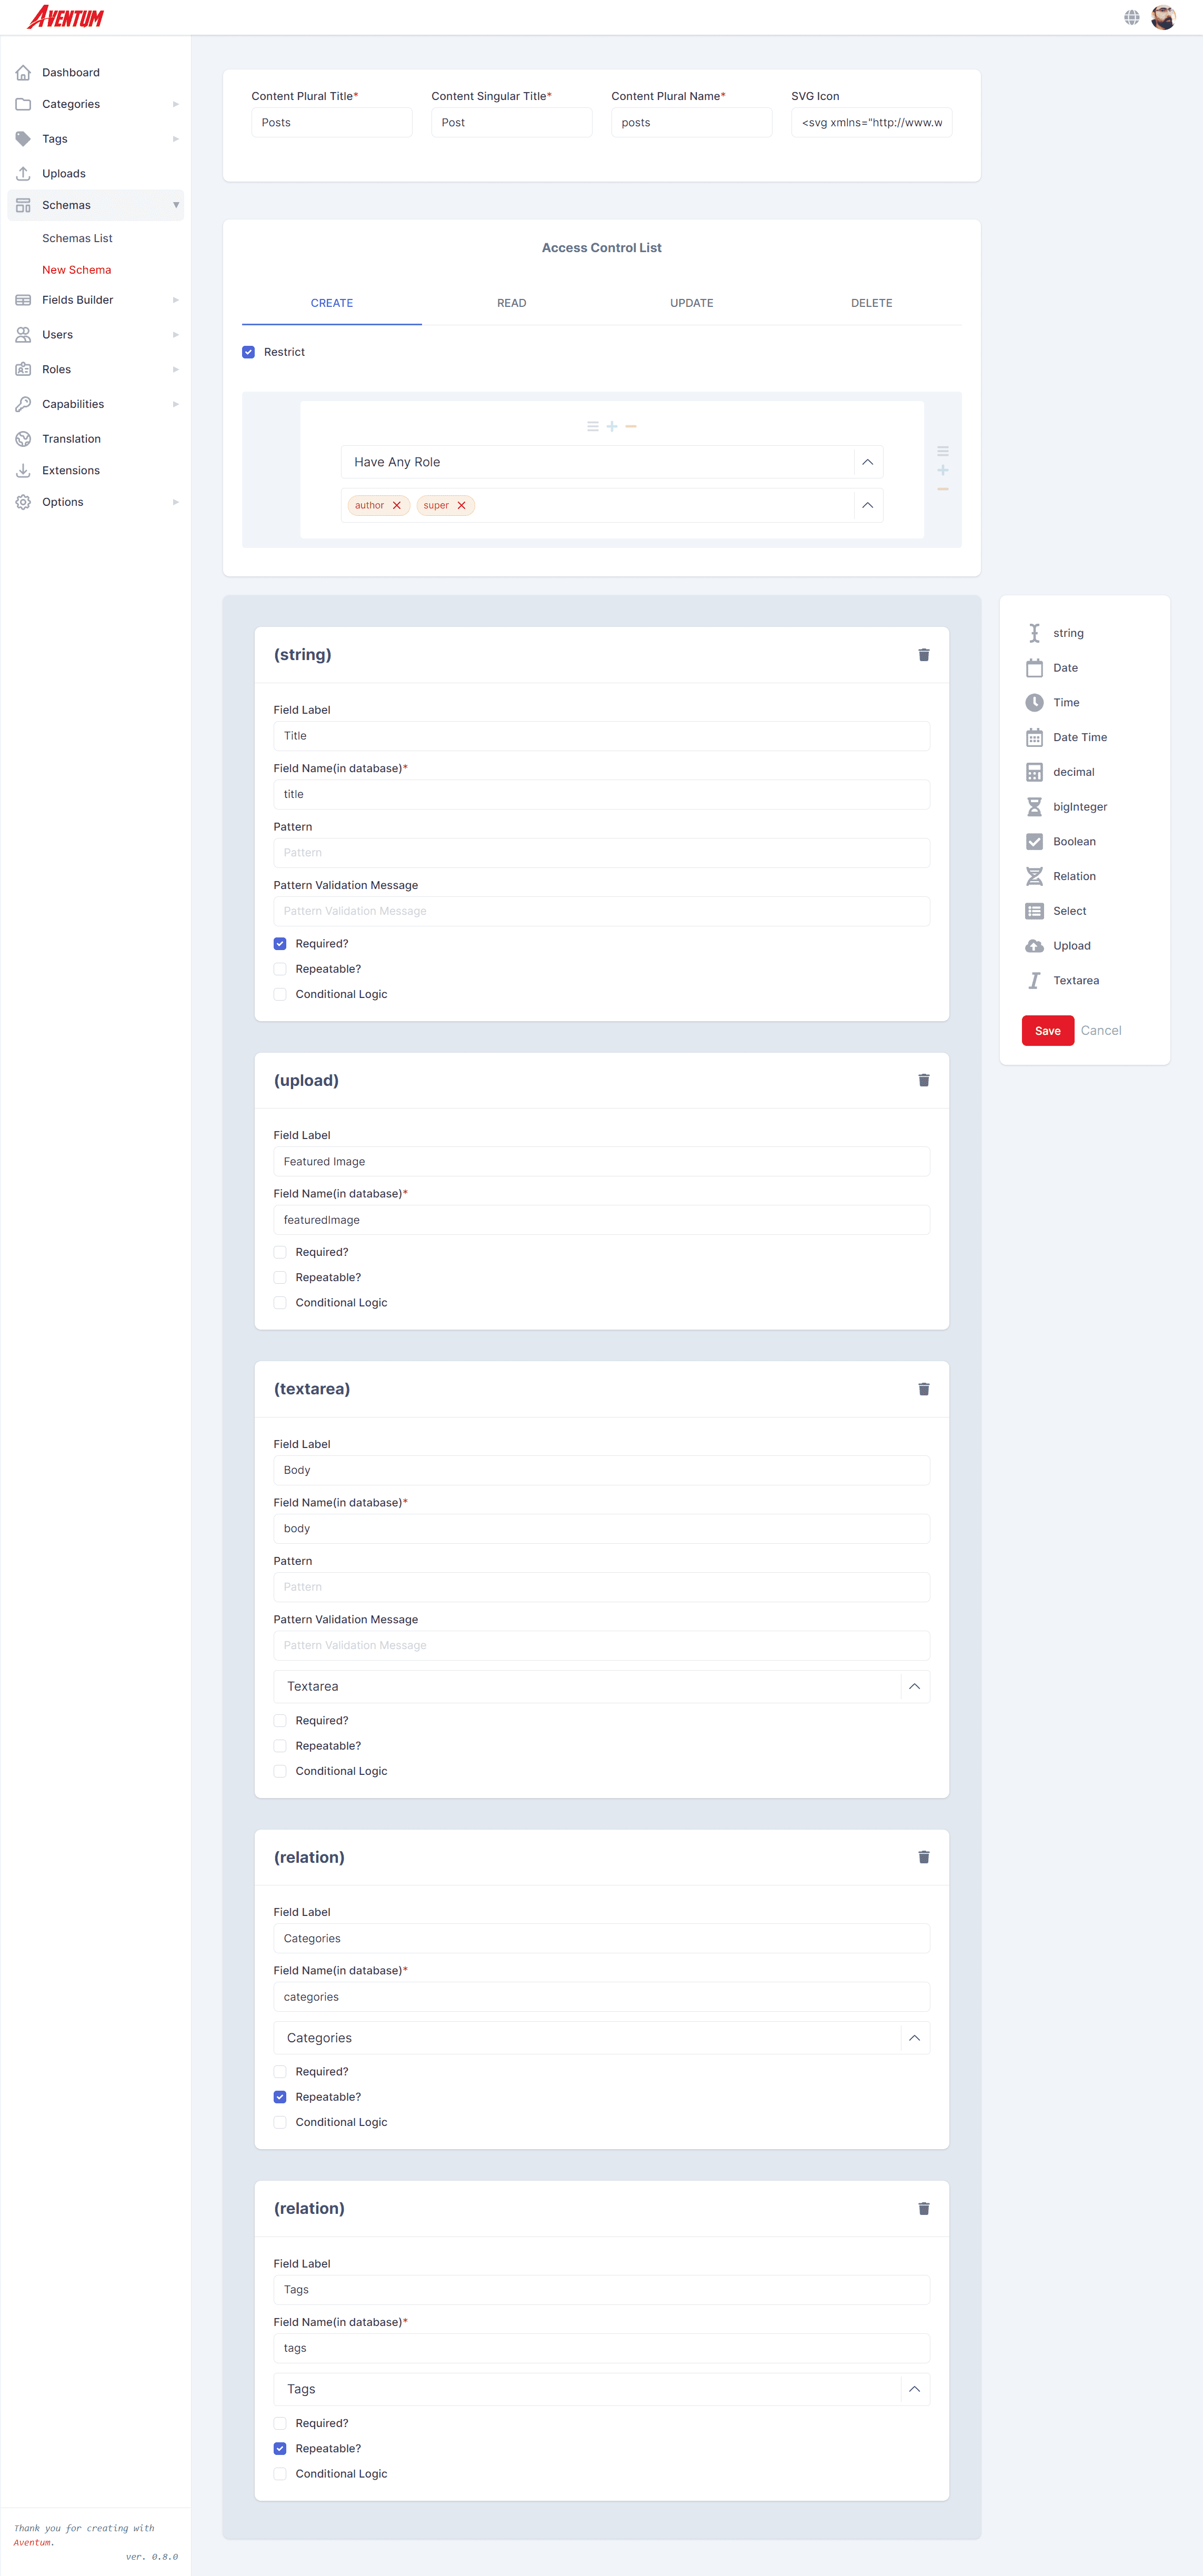 AVENTUM
Dashboard
Categories
Tags
Uploads
Schemas
Schemas List
New Schema
Fields Builder
Users
Roles
Capabilities
Translation
Extensions
Options
Content Plural Title* Content Singular Title* Content Plural Name* SVG Icon
Posts Post posts <svg xmlns="http://www.w
Access Control List
CREATE READ UPDATE DELETE
Restrict
Have Any Role
author super
(string)
Field Label
Title
Field Name(in database)*
title
Pattern
Pattern
Pattern Validation Message
Pattern Validation Message
Required?
Repeatable?
Conditional Logic
(upload)
Field Label
Featured Image
Field Name(in database)*
featuredImage
Required?
Repeatable?
Conditional Logic
(textarea)
Field Label
Body
Field Name(in database)*
body
Pattern
Pattern
Pattern Validation Message
Pattern Validation Message
Textarea
Required?
Repeatable?
Conditional Logic
(relation)
Field Label
Categories
Field Name(in database)*
categories
Categories
Required?
Repeatable?
Conditional Logic
(relation)
Field Label
Tags
Field Name(in database)*
tags
Tags
Required?
Repeatable?
Conditional Logic
string
Date
Time
Date Time
decimal
bigInteger
Boolean
Relation
Select
Upload
Textarea
Save Cancel
Thank you for creating with
Aventum.
ver. 0.8.0